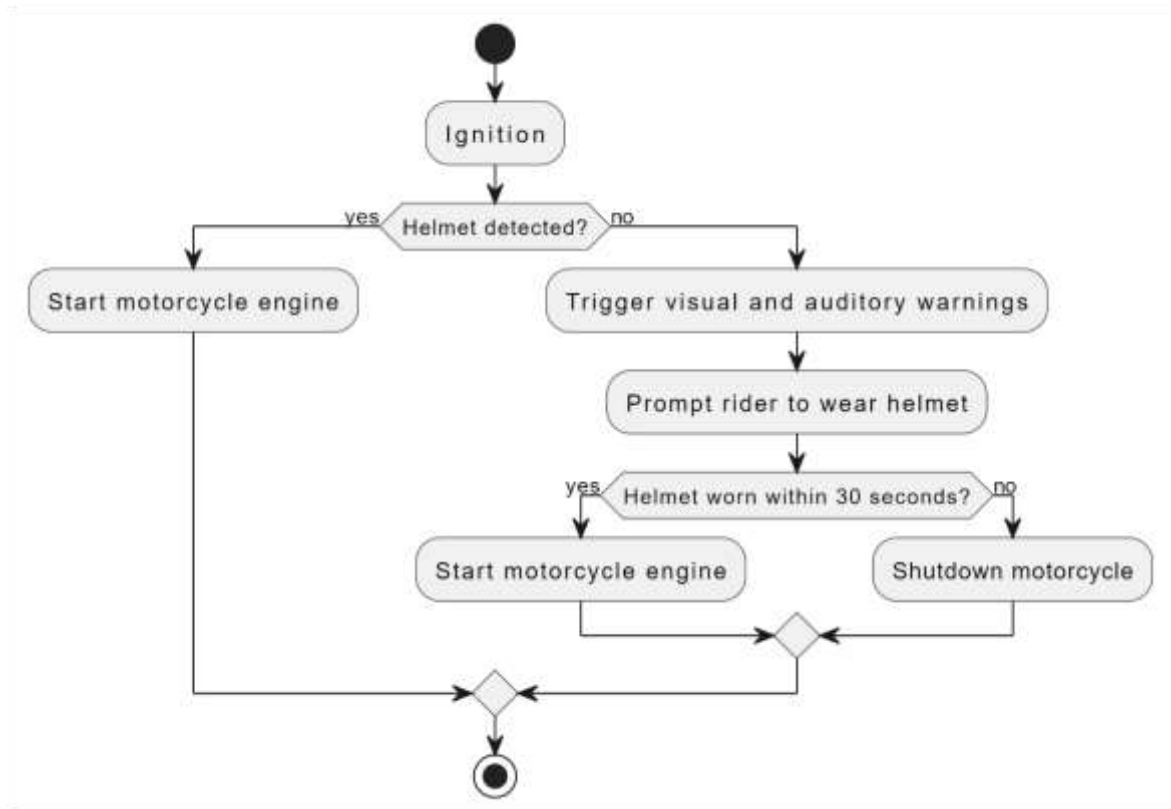 Ignition
yes
Helmet detected?
no
Start motorcycle engine
Trigger visual and auditory warnings
Prompt rider to wear helmet
yes
Helmet worn within 30 seconds?
no
Start motorcycle engine
Shutdown motorcycle